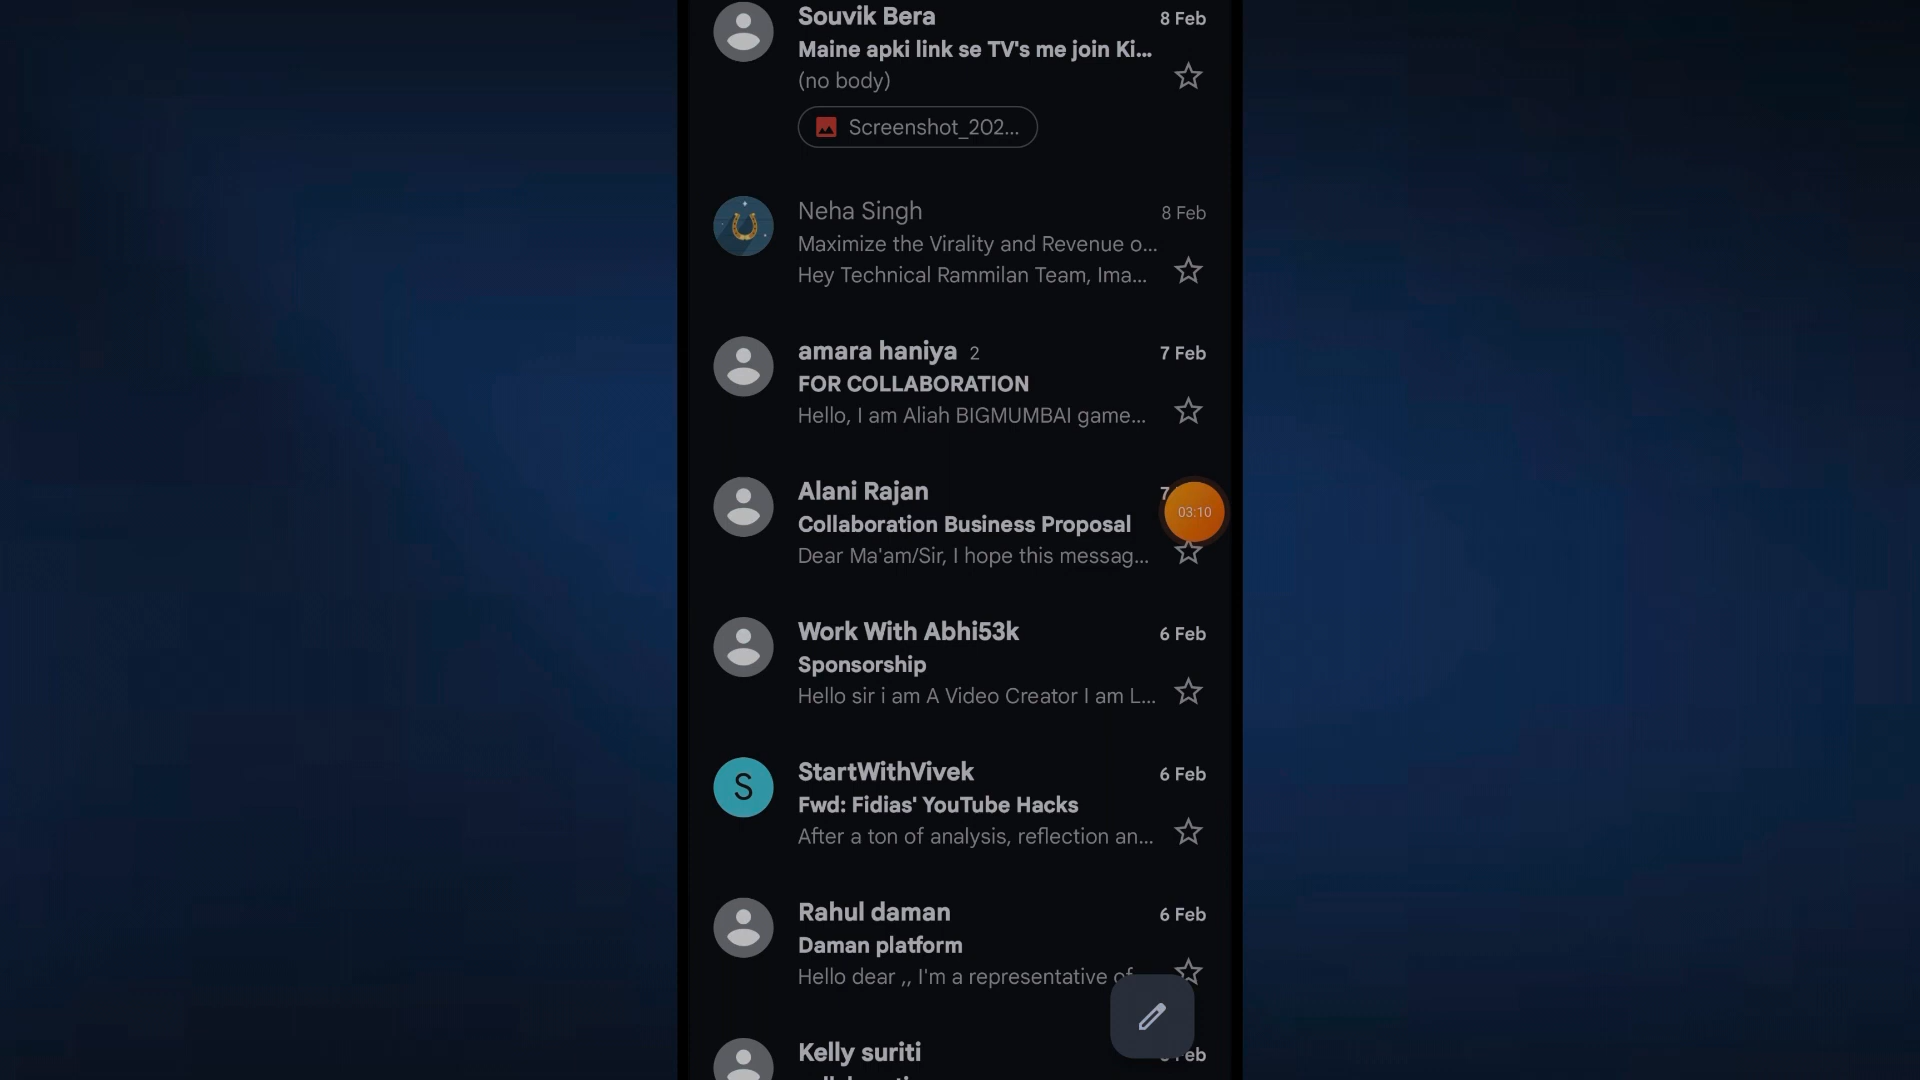 Souvik Bera 8 Feb
Maine apki link se TV's me join Ki...
(no body)
Screenshot_202...
Neha Singh 8 Feb
Maximize the Virality and Revenue o...
Hey Technical Rammilan Team, Ima...
amara haniya 2 7 Feb
FOR COLLABORATION
Hello, I am Aliah BIGMUMBAI game...
Alani Rajan 7
03:10
Collaboration Business Proposal
Dear Ma'am/Sir, I hope this messag...
Work With Abhi53k 6 Feb
Sponsorship
Hello sir i am A Video Creator I am L...
S
StartWithVivek 6 Feb
Fwd: Fidias' YouTube Hacks
After a ton of analysis, reflection an...
Rahul daman 6 Feb
Daman platform
Hello dear ,, I'm a representative of
Kelly suriti Feb